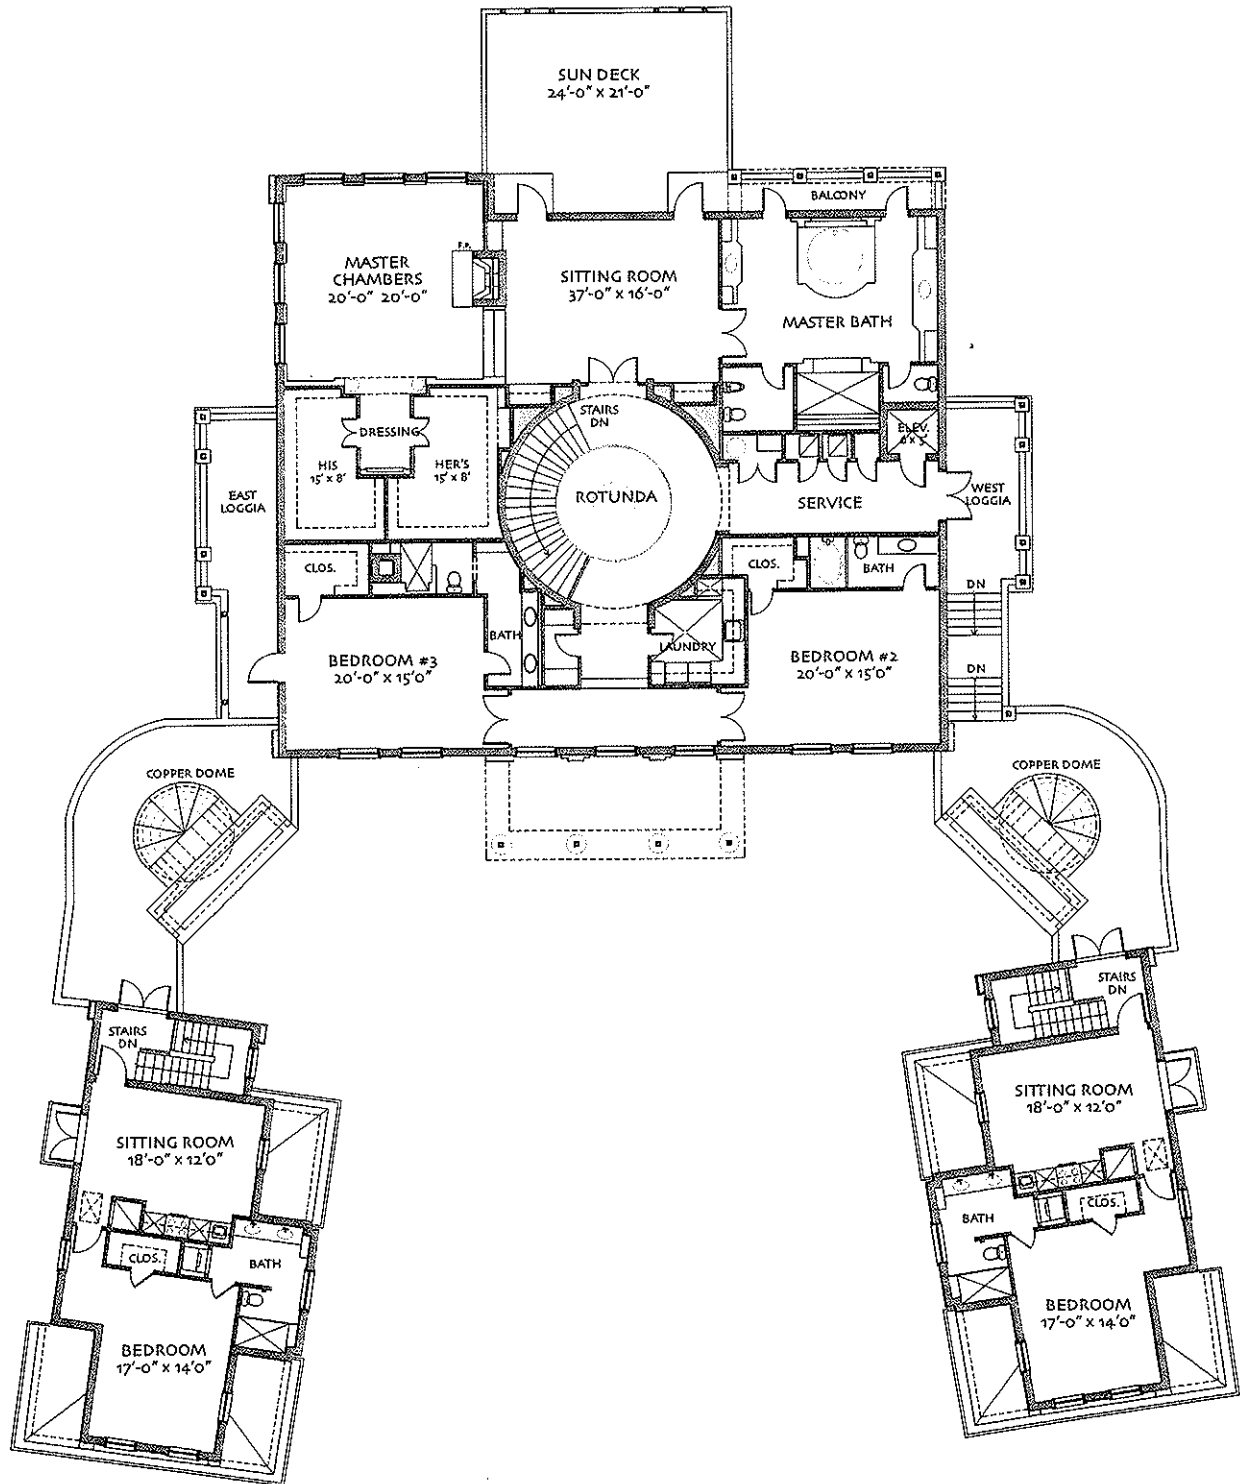 SUN DECK
24'-0" X 21'-0"
BALCONY
MASTER
CHAMBERS
20'-0" 20'-0"
F.P.
SITTING ROOM
37'-0" X 16'-0"
MASTER BATH
STAIRS
DN
DRESSING
HIS
15' X 8'
HER'S
15' X 8'
ROTUNDA
ELEV.
6 X 5'
SERVICE
EAST
LOGGIA
WEST
LOGGIA
CLOS.
CLOS.
BATH
DN
BATH
LAUNDRY
BEDROOM #3
20'-0" X 15'0"
BEDROOM #2
20'-0" X 15'0"
DN
COPPER DOME
COPPER DOME
STAIRS
DN
SITTING ROOM
18'-0" X 12'0"
CLOS.
BATH
BEDROOM
17'-0" X 14'0"
STAIRS
DN
SITTING ROOM
18'-0" X 12'0"
BATH
CLOS.
BEDROOM
17'-0" X 14'0"